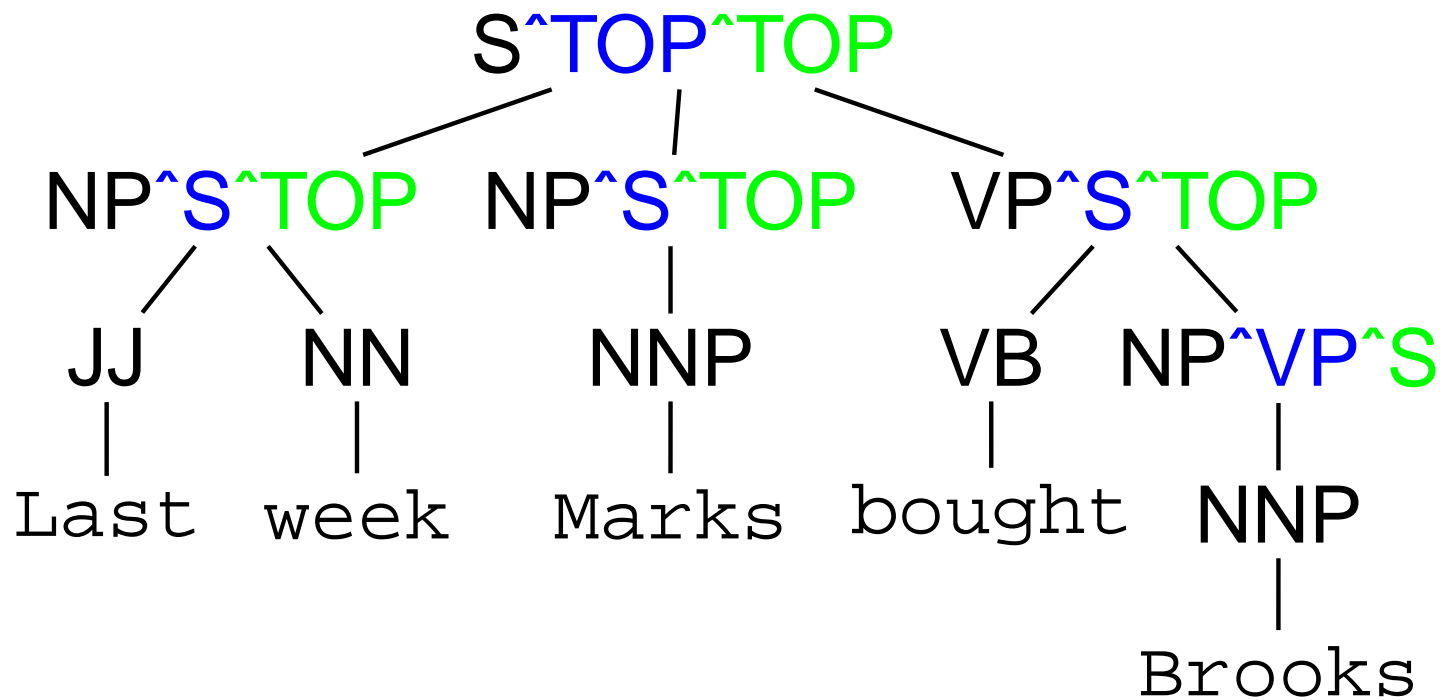 S^TOP^TOP
NP^S^TOP NP^S^TOP VP^S^TOP
JJ NN NNP VB NP^VP^S
Last week Marks bought NNP
Brooks